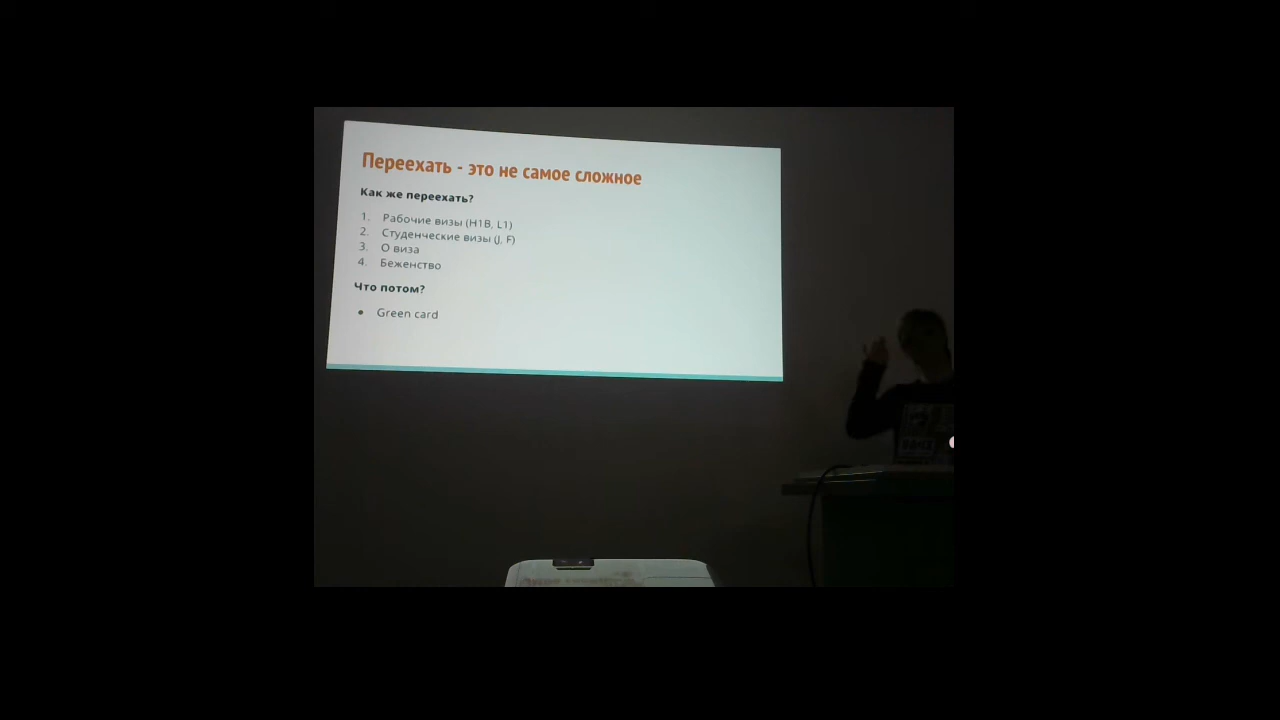 Переехать - это не самое сложное
Как же переехать?
1. Рабочие визы (H1B, L1)
2. Студенческие визы (J, F)
3. О виза
4. Беженство
Что потом?
● Green card